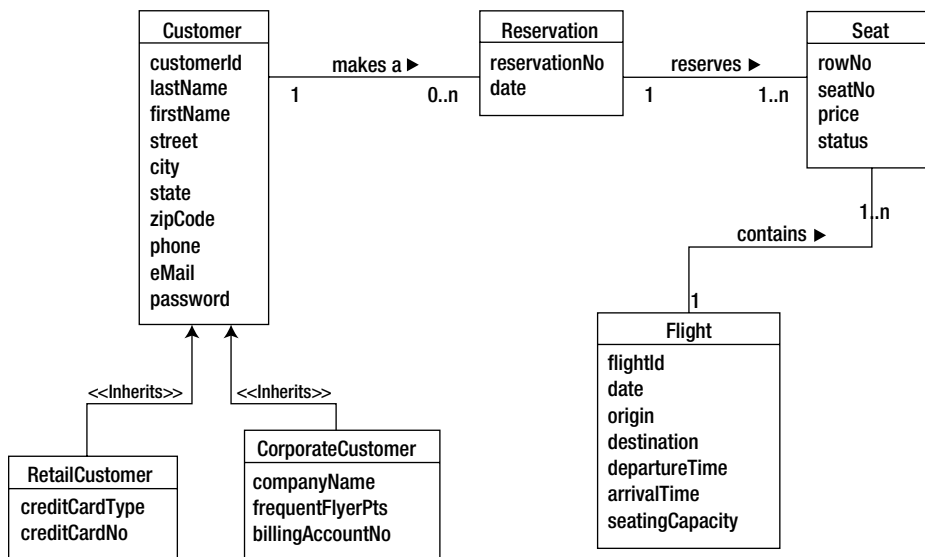 Customer
customerId
lastName
firstName
street
city
state
zipCode
phone
eMail
password
makes a ►
1
0..n
Reservation
reservationNo
date
reserves ►
1
1..n
Seat
rowNo
seatNo
price
status
1..n
contains ►
1
Flight
flightId
date
origin
destination
departureTime
arrivalTime
seatingCapacity
<<Inherits>>
<<Inherits>>
RetailCustomer
creditCardType
creditCardNo
CorporateCustomer
companyName
frequentFlyerPts
billingAccountNo